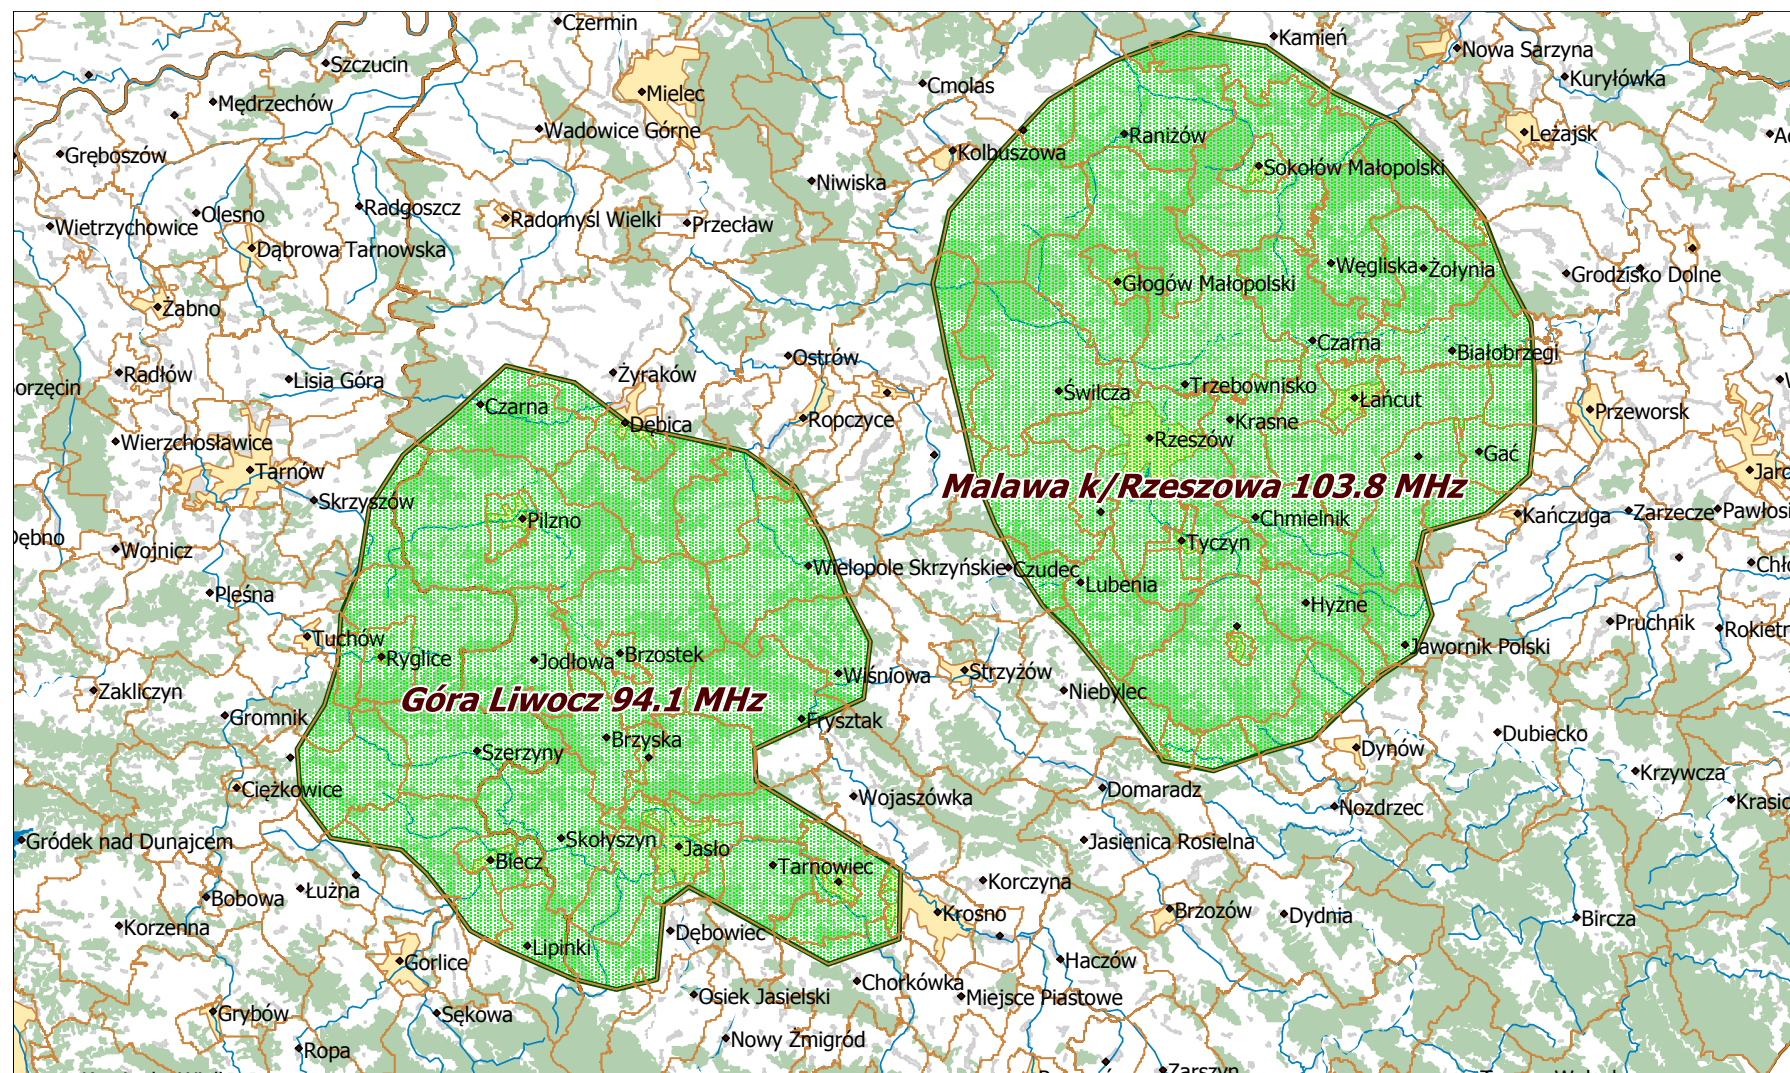 Czermin
Kamień
Nowa Sarzyna
Szczucin
Kuryłówka
Cmolas
Mielec
Mędrzechów
Wadowice Górne
Raniżów
Leżajsk
Gręboszów
Kolbuszowa
Sokołów Małopolski
Niwiska
Olesno
Radgoszcz
Radomyśl Wielki
Przecław
Wietrzychowice
Dąbrowa Tarnowska
Węgliska
Żołynia
Grodzisko Dolne
Głogów Małopolski
Żabno
Czarna
Białobrzegi
Ostrów
Radłów
Lisia Góra
Żyraków
Trzebownisko
Świlcza
Łańcut
Czarna
Przeworsk
Ropczyce
Krasne
Dębica
Wierzchosławice
Rzeszów
Gać
Tarnów
Malawa k/Rzeszowa 103.8 MHz
Skrzyszów
Zarzecze
Kańczuga
Chmielnik
Pilzno
Tyczyn
Wojnicz
Wielopole Skrzyńskie
Czudec
Lubenia
Pleśna
Hyżne
Pruchnik
Tuchów
Jawornik Polski
Ryglice
Jodłowa
Brzostek
Strzyżów
Wiśniowa
Zakliczyn
Niebylec
Góra Liwocz 94.1 MHz
Gromnik
Frysztak
Dubiecko
Brzyska
Szerzyny
Dynów
Krzywcza
Ciężkowice
Domaradz
Wojaszówka
Nozdrzec
Gródek nad Dunajcem
Skołyszyn
Jasienica Rosielna
Jasło
Biecz
Tarnowiec
Korczyna
Łużna
Bobowa
Krosno
Brzozów
Dydnia
Bircza
Korzenna
Dębowiec
Lipinki
Gorlice
Haczów
Chorkówka
Osiek Jasielski
Miejsce Piastowe
Grybów
Sękowa
Nowy Żmigród
Ropa
Zarszyn